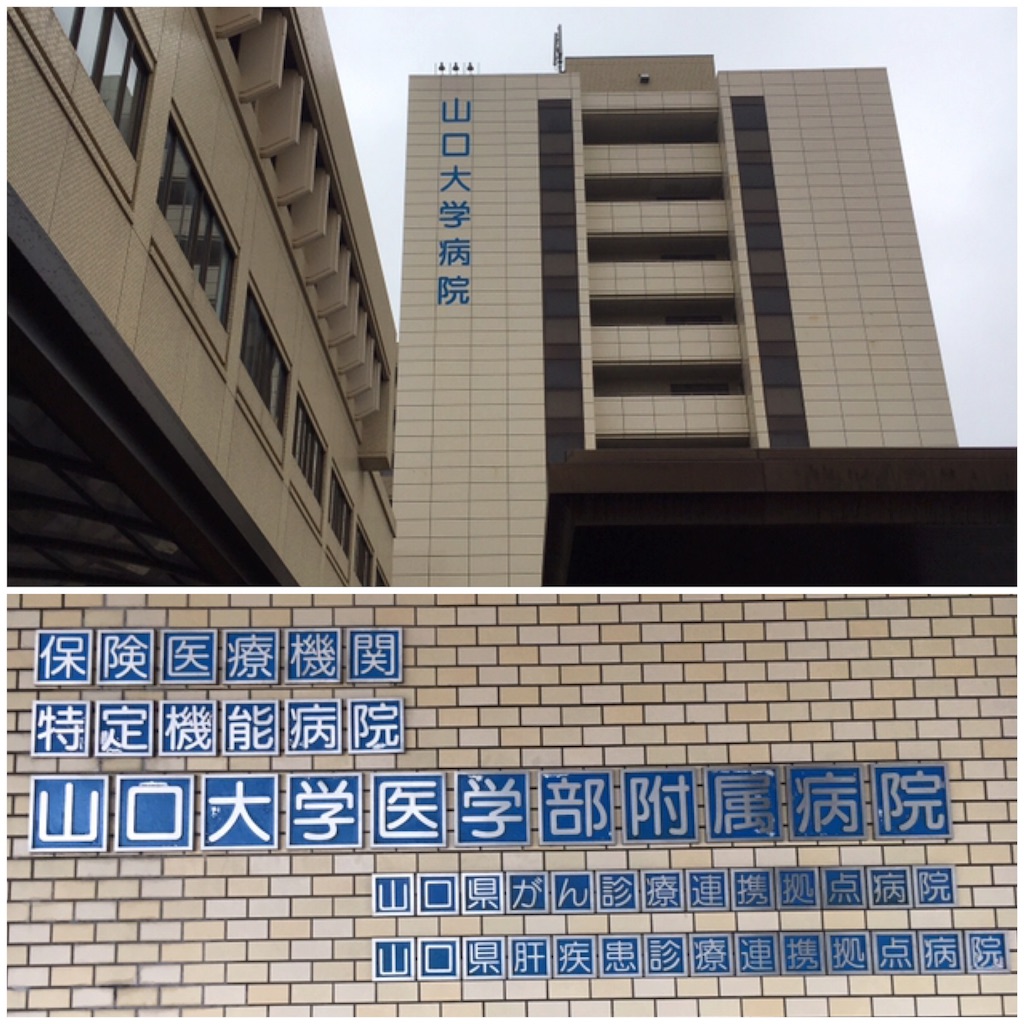 山口大学病院
保険医療機関
特定機能病院
山口大学医学部附属病院
山口県がん診療連携拠点病院
山口県肝疾患診療連携拠点病院